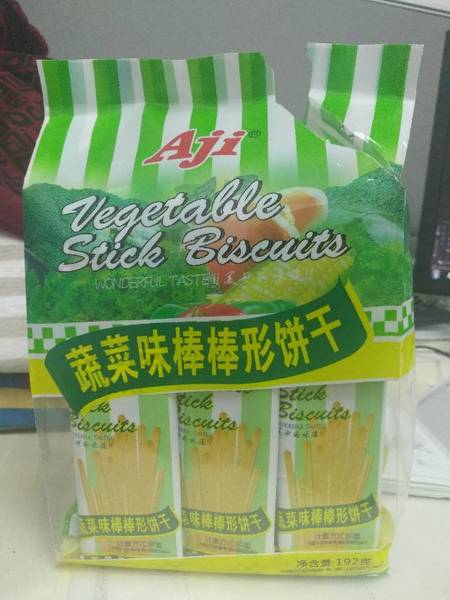 Aji®
Vegetable
Stick Biscuits
WONDERFUL TASTE!!
蔬菜味棒棒形饼干
Stick
Biscuits
Stick
Biscuits
Stick
Biscuits
蔬菜味棒棒形饼干
蔬菜味棒棒形饼干
蔬菜味棒棒形饼干
净含量:192克